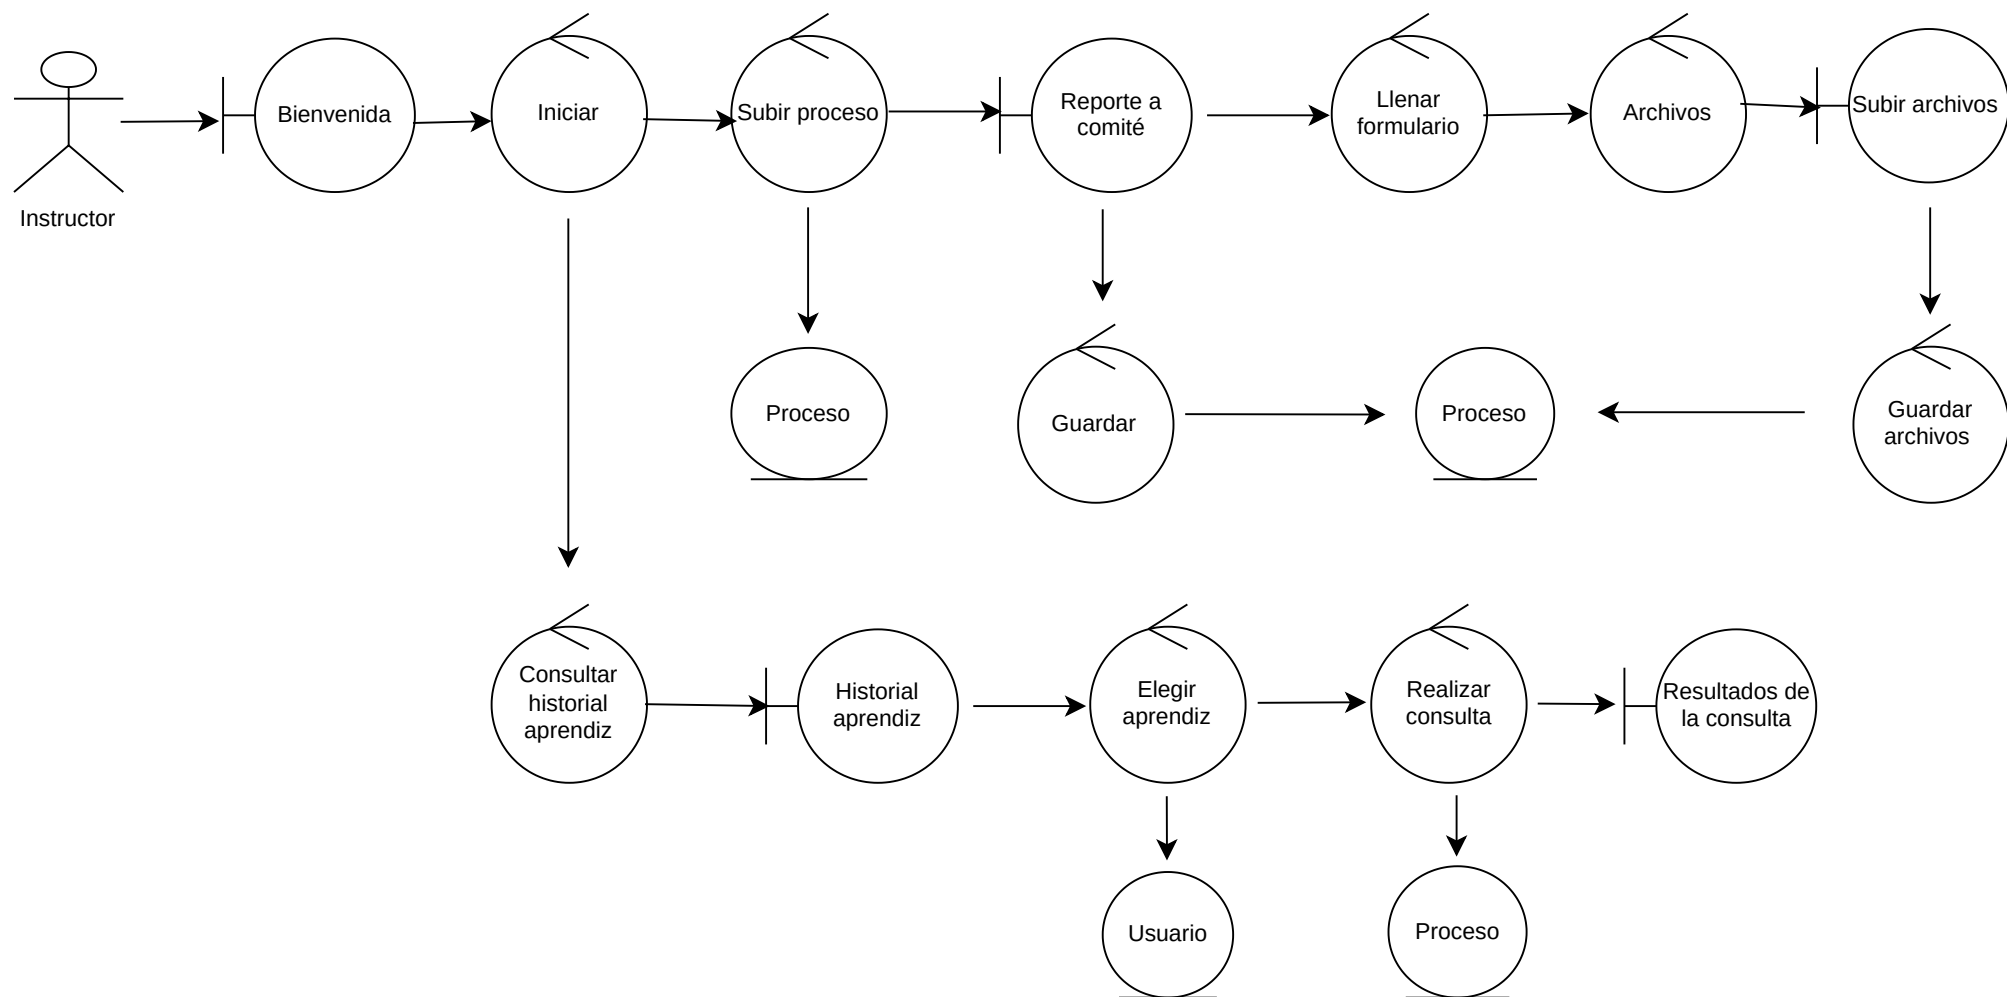 Bienvenida
Iniciar
Subir proceso
Reporte a
comité
Llenar
formulario
Archivos
Subir archivos
Instructor
Proceso
Guardar
Proceso
Guardar
archivos
Consultar
historial
aprendiz
Historial
aprendiz
Elegir
aprendiz
Realizar
consulta
Resultados de
la consulta
Usuario
Proceso